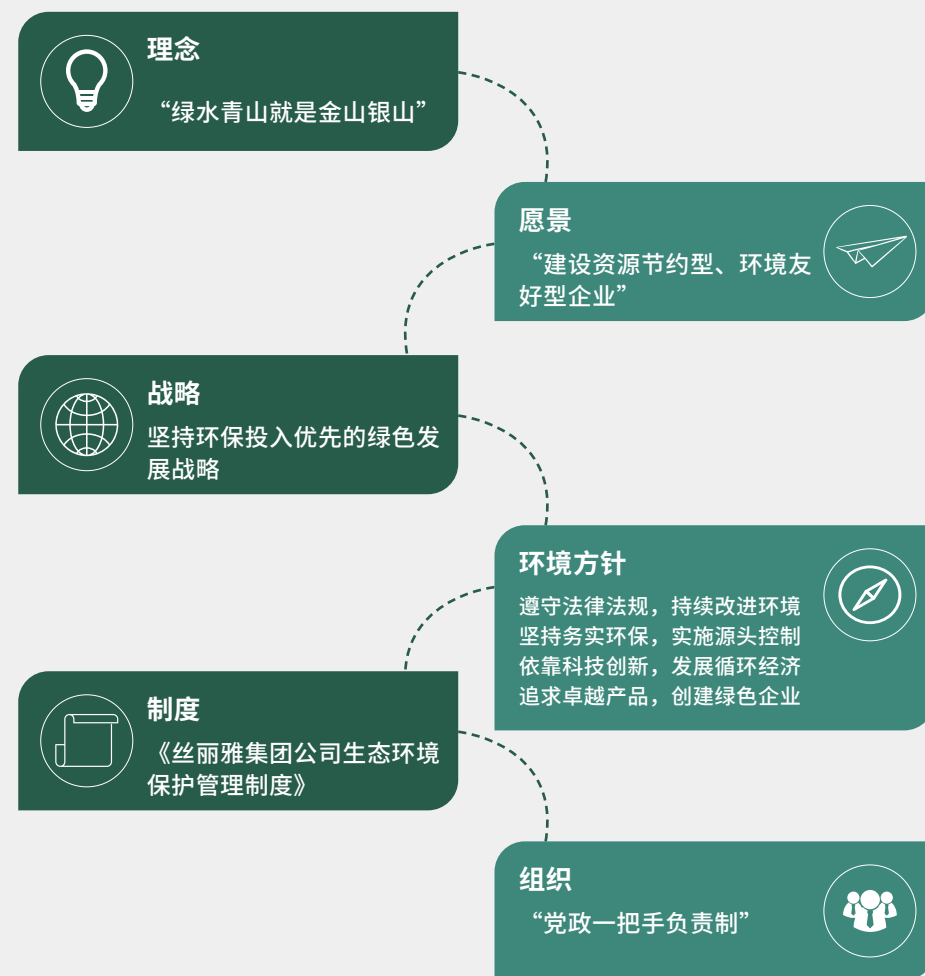 理念
“绿水青山就是金山银山”
愿景
“建设资源节约型、环境友
好型企业”
战略
坚持环保投入优先的绿色发
展战略
环境方针
遵守法律法规，持续改进环境
坚持务实环保，实施源头控制
依靠科技创新，发展循环经济
追求卓越产品，创建绿色企业
制度
《丝丽雅集团公司生态环境
保护管理制度》
组织
“党政一把手负责制”